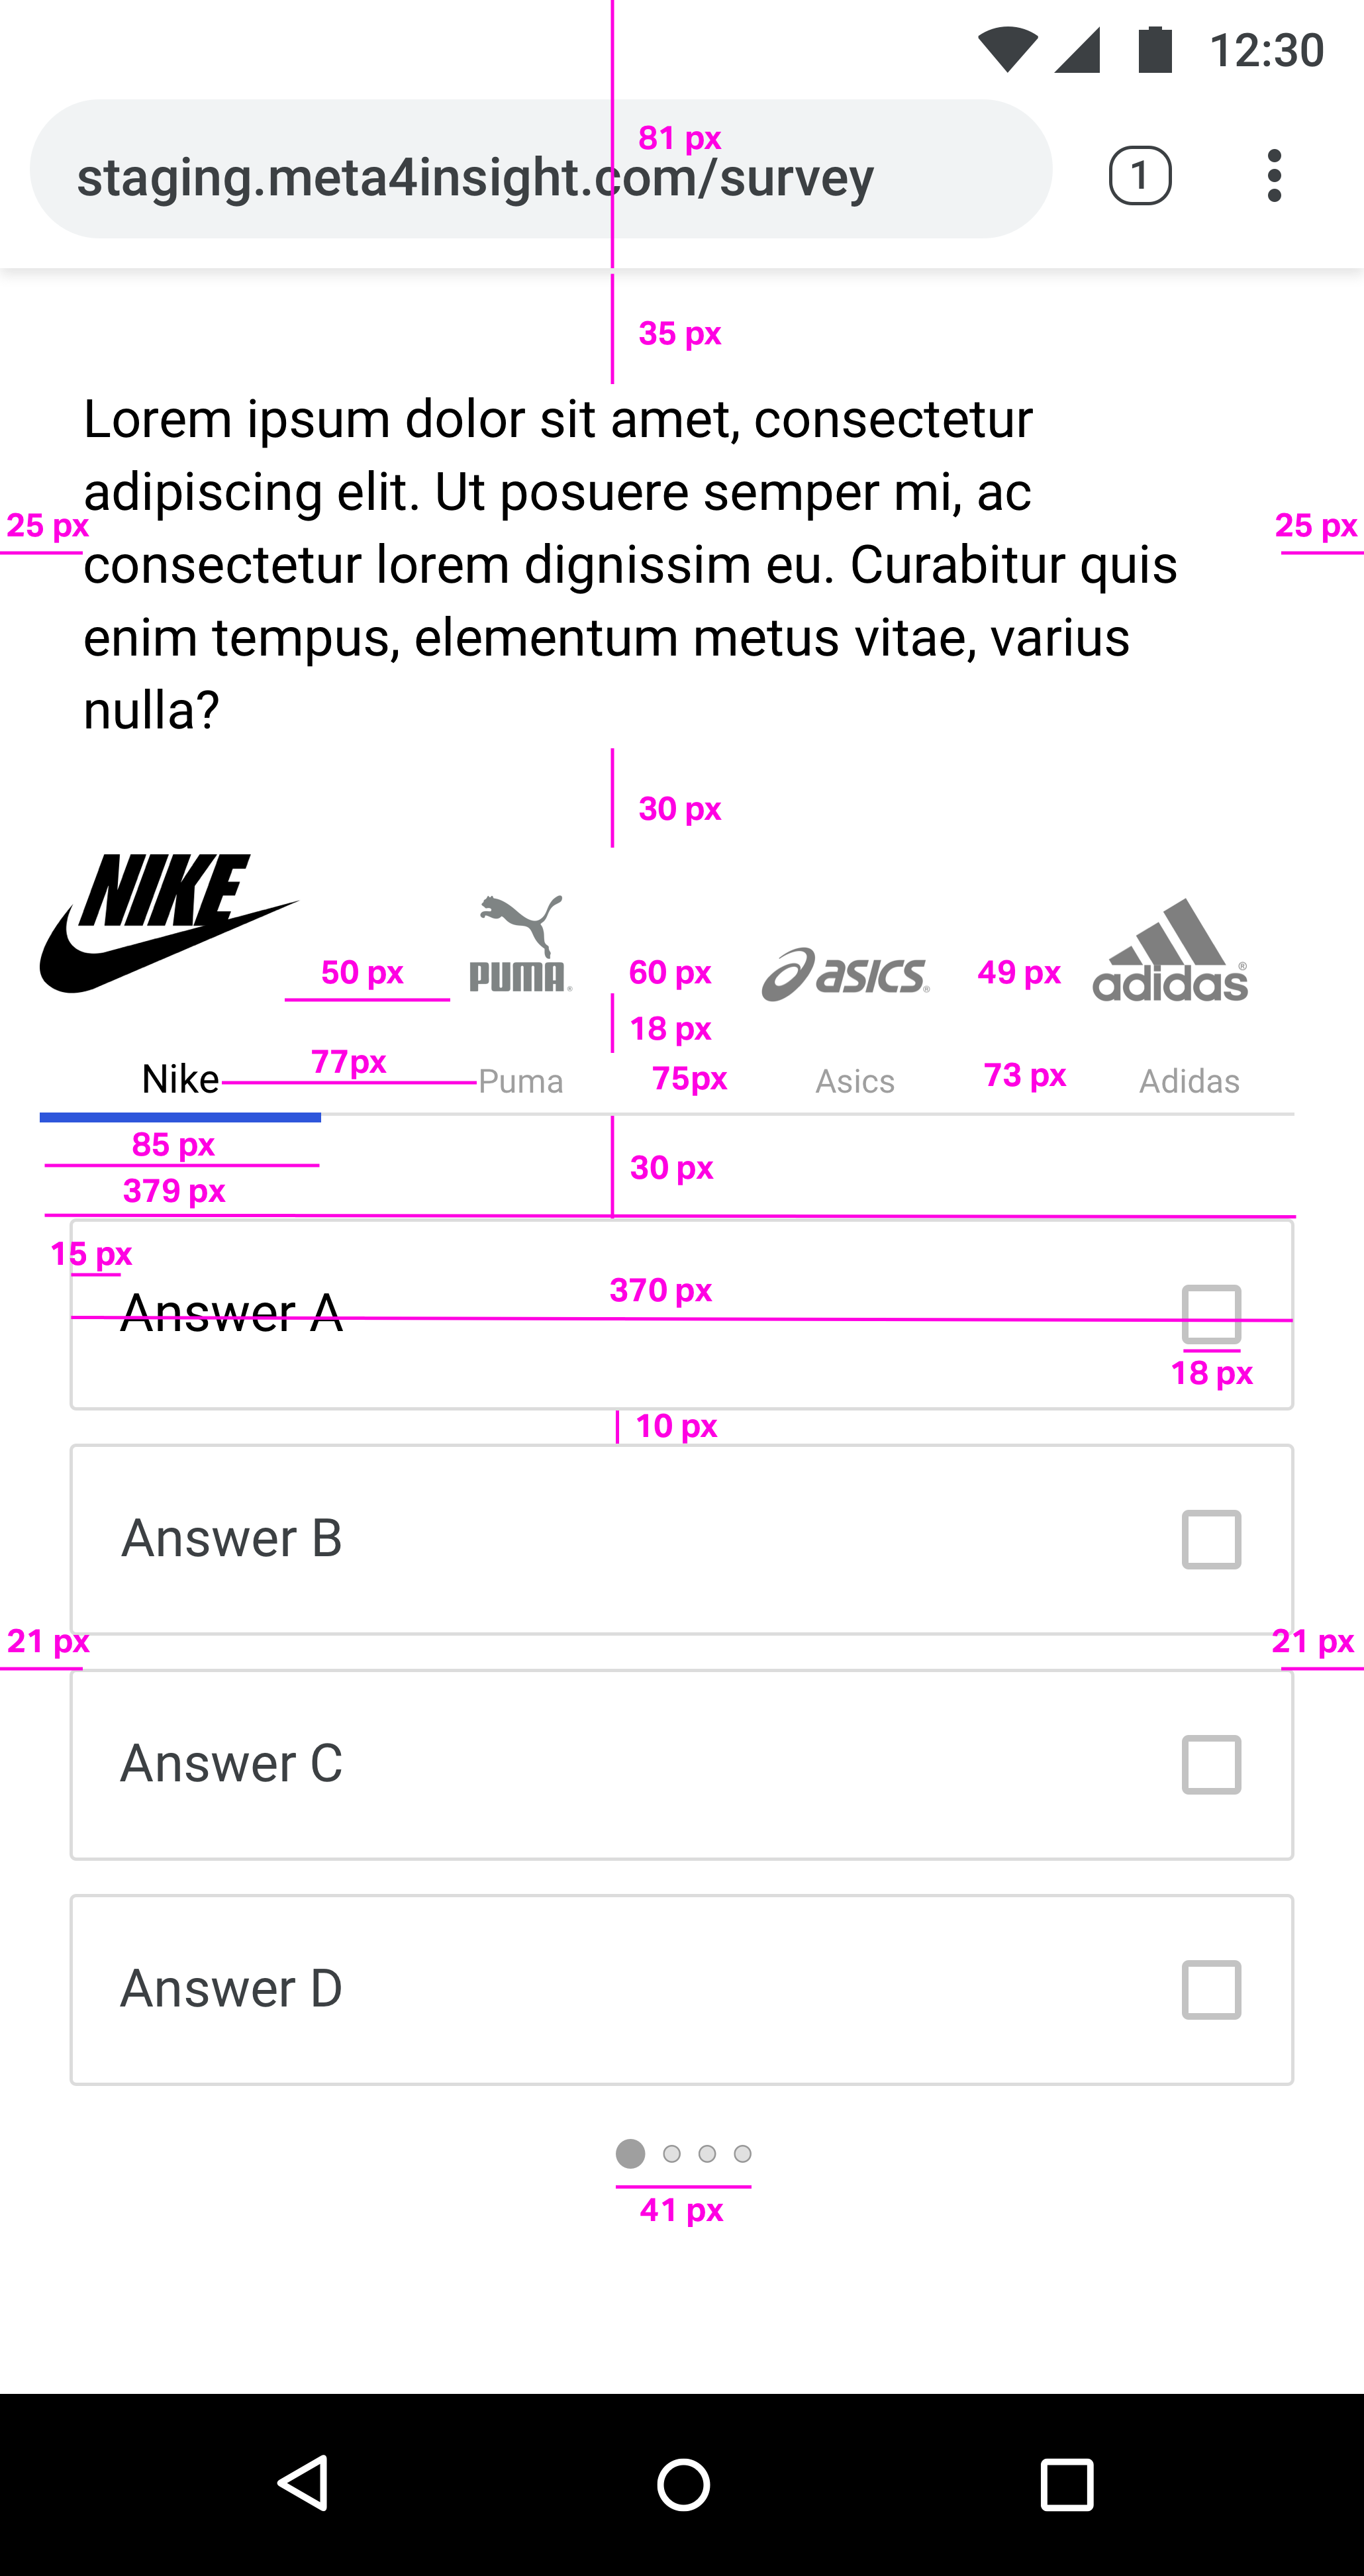 12:30
81 px
staging.meta4insight.com/survey
1
35 px
Lorem ipsum dolor sit amet, consectetur
adipiscing elit. Ut posuere semper mi, ac
25 px
25 px
consectetur lorem dignissim eu. Curabitur quis
enim tempus, elementum metus vitae, varius
nulla?
30 px
NIKE
50 px
PUMA
60 px
asics
49 px
adidas
18 px
Nike
77px
Puma
75px
Asics
73 px
Adidas
85 px
30 px
379 px
15 px
370 px
Answer A
18 px
10 px
Answer B
21 px
21 px
Answer C
Answer D
41 px